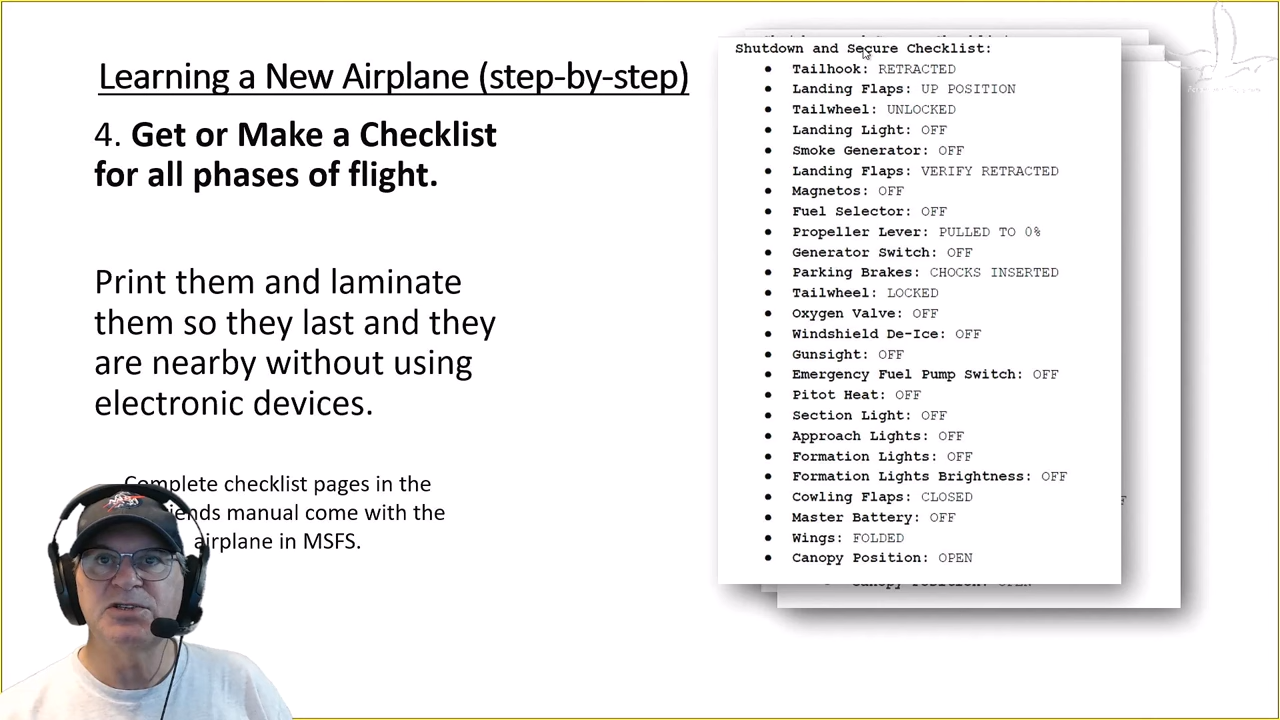 Learning a New Airplane (step-by-step)
4. Get or Make a Checklist
for all phases of flight.
Print them and laminate
them so they last and they
are nearby without using
electronic devices.
Complete checklist pages in the
manual come with the
airplane in MSFS.
Shutdown and Secure Checklist:
● Tailhook: RETRACTED
● Landing Flaps: UP POSITION
● Tailwheel: UNLOCKED
● Landing Light: OFF
● Smoke Generator: OFF
● Landing Flaps: VERIFY RETRACTED
● Magnetos: OFF
● Fuel Selector: OFF
● Propeller Lever: PULLED TO 0%
● Generator Switch: OFF
● Parking Brakes: CHOCKS INSERTED
● Tailwheel: LOCKED
● Oxygen Valve: OFF
● Windshield De-Ice: OFF
● Gunsight: OFF
● Emergency Fuel Pump Switch: OFF
● Pitot Heat: OFF
● Section Light: OFF
● Approach Lights: OFF
● Formation Lights: OFF
● Formation Lights Brightness: OFF
● Cowling Flaps: CLOSED
● Master Battery: OFF
● Wings: FOLDED
● Canopy Position: OPEN